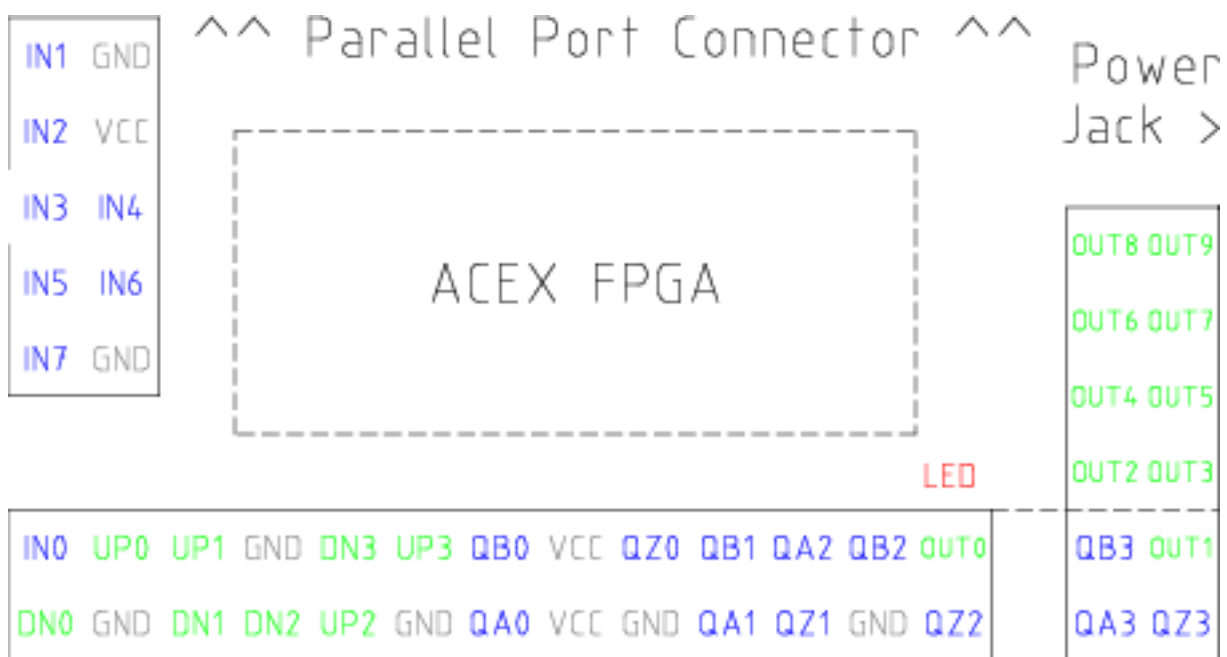 ^^ Parallel Port Connector ^^
Power
Jack >
IN1 GND
IN2 VCC
IN3 IN4
IN5 IN6
IN7 GND
ACEX FPGA
OUT8 OUT9
OUT6 OUT7
OUT4 OUT5
OUT2 OUT3
LED
IN0 UP0 UP1 GND DN3 UP3 QB0 VCC QZ0 QB1 QA2 QB2 OUT0
QB3 OUT1
DN0 GND DN1 DN2 UP2 GND QA0 VCC GND QA1 QZ1 GND QZ2
QA3 QZ3